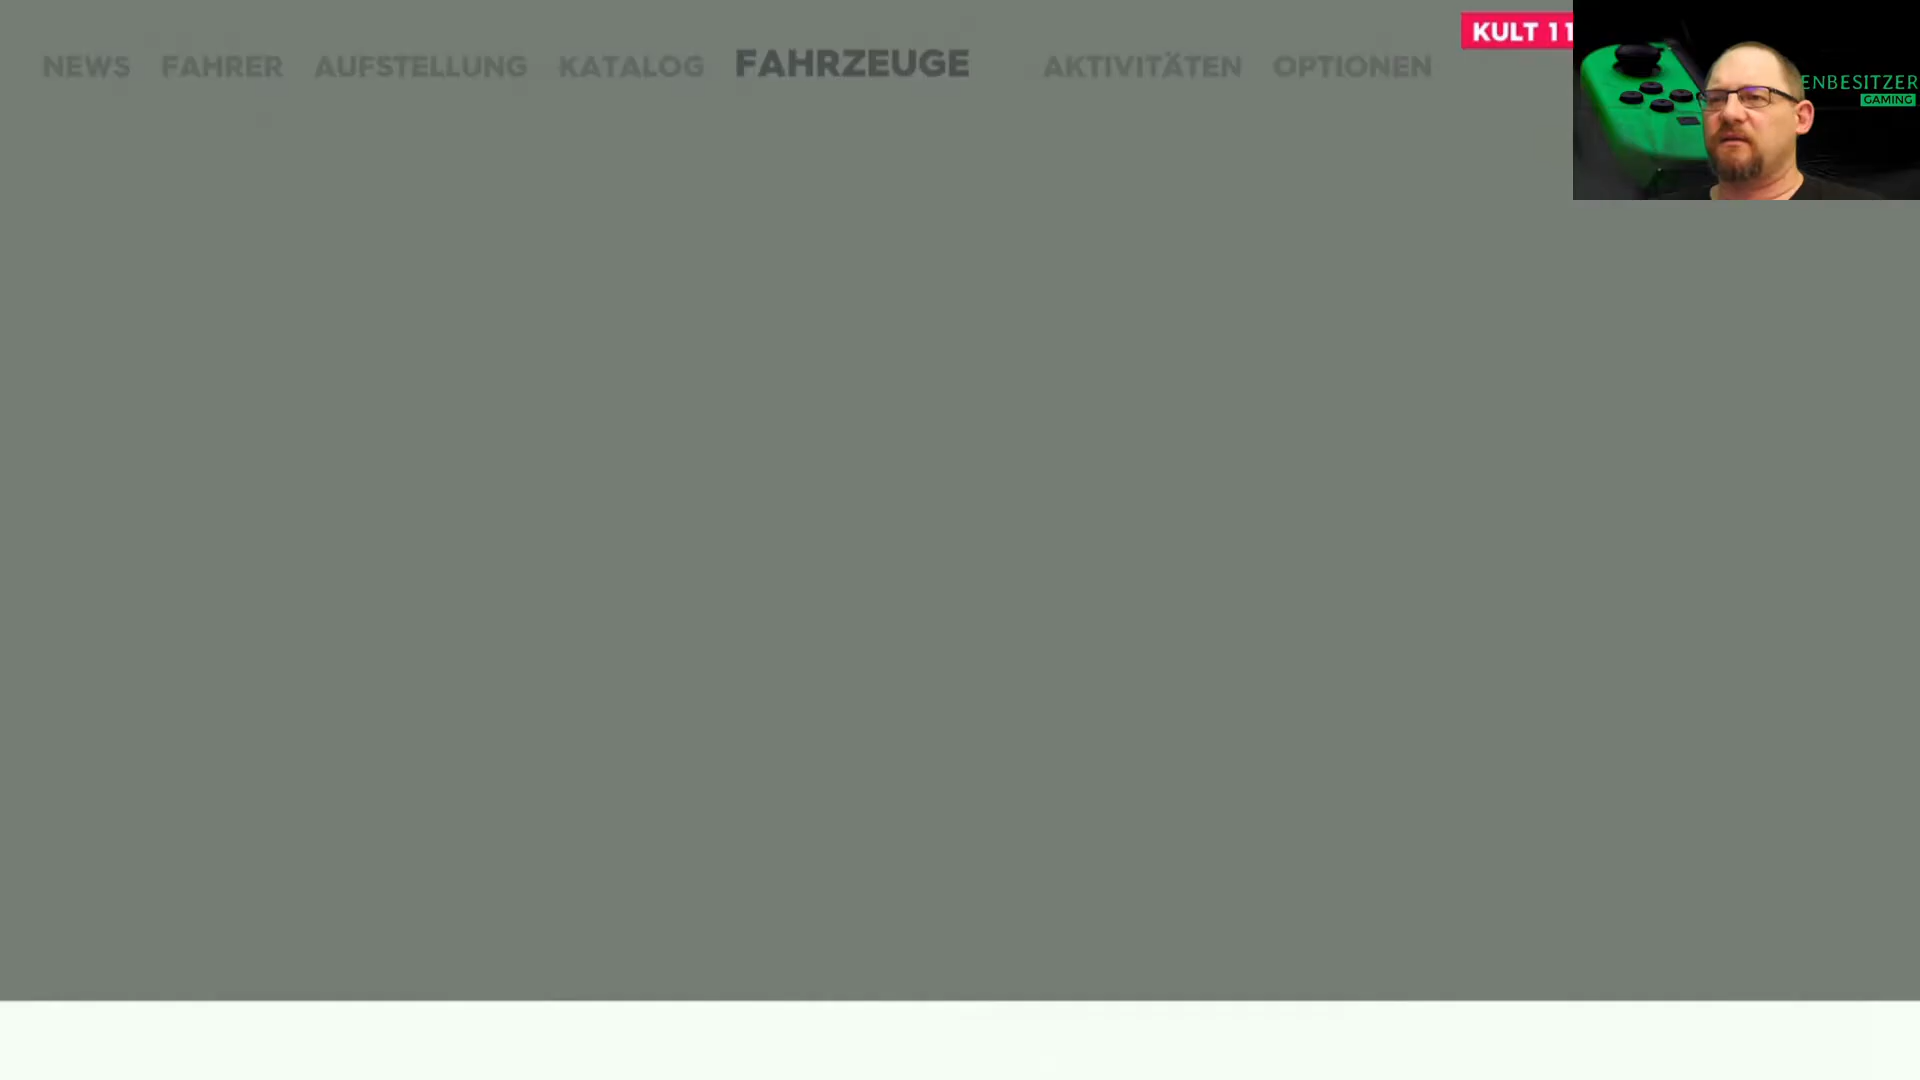 NEWS FAHRER AUFSTELLUNG KATALOG FAHRZEUGE AKTIVITÄTEN OPTIONEN
KULT 11
ENBESITZER
GAMING